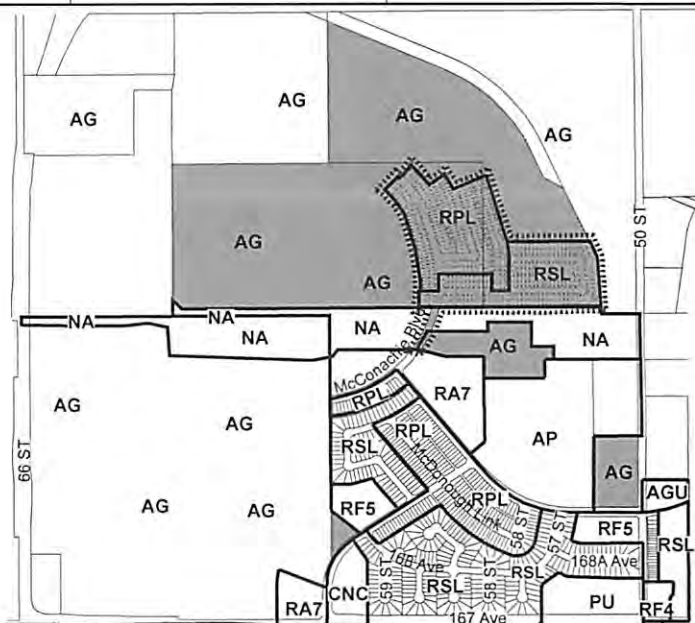 AG
AG
AG
AG
RPL
50 ST
AG
AG
RSL
NA
NA
NA
NA
McConachie Blvd
AG
NA
RPL
RA7
AG
AG
RSL
RPL
McDonough Link
AP
66 ST
AG
AG
AG
RPL
AGU
RF5
58 ST
57 ST
RF5
RSL
168 Ave
168A Ave
59 ST
RSL
58 ST
RSL
RA7
CNC
167 Ave
PU
RF4